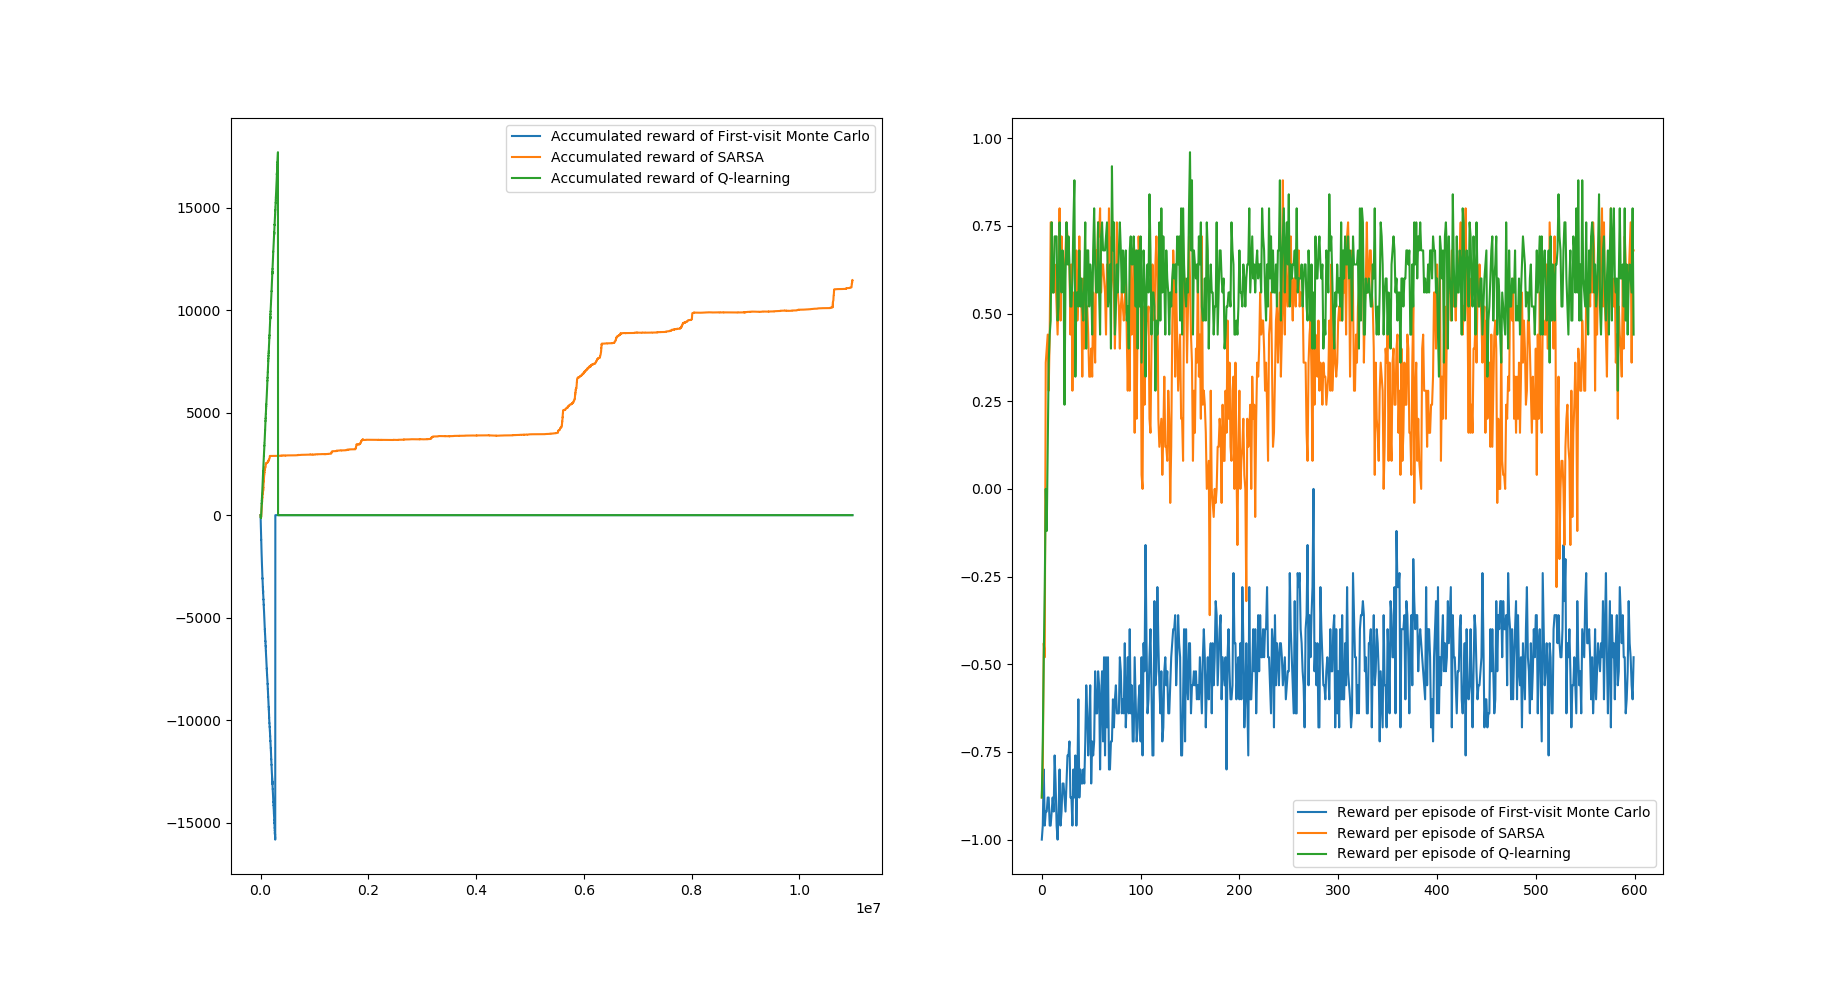 Accumulated reward of First-visit Monte Carlo
Accumulated reward of SARSA
Accumulated reward of Q-learning
15000
10000
5000
0
−5000
−10000
−15000
0.0 0.2 0.4 0.6 0.8 1.0
1e7
1.00
0.75
0.50
0.25
0.00
−0.25
−0.50
−0.75
−1.00
Reward per episode of First-visit Monte Carlo
Reward per episode of SARSA
Reward per episode of Q-learning
0 100 200 300 400 500 600